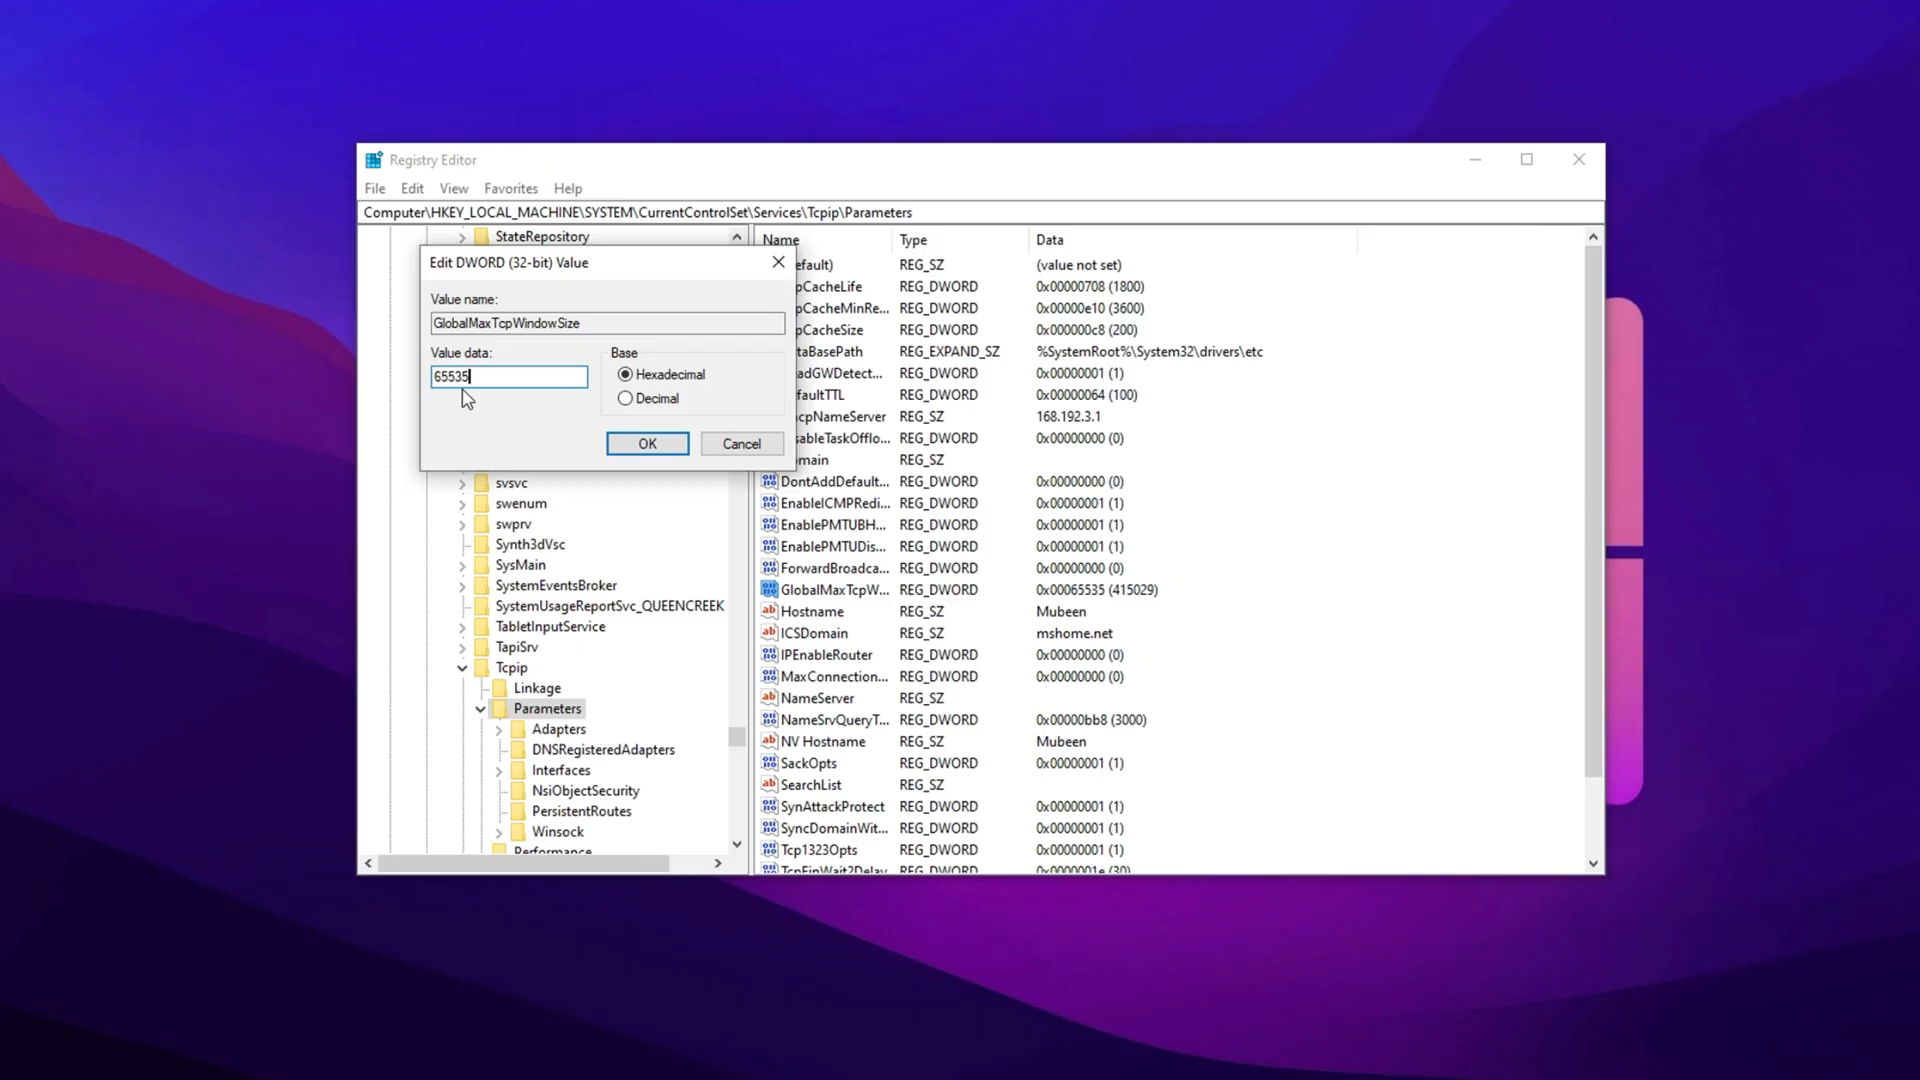 Registry Editor
File Edit View Favorites Help
Computer\HKEY_LOCAL_MACHINE\SYSTEM\CurrentControlSet\Services\Tcpip\Parameters
StateRepository
Edit DWORD (32-bit) Value
Value name:
GlobalMaxTcpWindowSize
Value data:
65535
Base
Hexadecimal
Decimal
OK
Cancel
svsvc
swenum
swprv
Synth3dVsc
SysMain
SystemEventsBroker
SystemUsageReportSvc_QUEENCREEK
TabletInputService
TapiSrv
Tcpip
Linkage
Parameters
Adapters
DNSRegisteredAdapters
Interfaces
NsiObjectSecurity
PersistentRoutes
Winsock
Performance
Name Type Data
efault) REG_SZ (value not set)
pCacheLife REG_DWORD 0x00000708 (1800)
pCacheMinRe... REG_DWORD 0x00000e10 (3600)
pCacheSize REG_DWORD 0x000000c8 (200)
taBasePath REG_EXPAND_SZ %SystemRoot%\System32\drivers\etc
adGWDetect... REG_DWORD 0x00000001 (1)
faultTTL REG_DWORD 0x00000064 (100)
cpNameServer REG_SZ 168.192.3.1
sableTaskOfflo... REG_DWORD 0x00000000 (0)
main REG_SZ
DontAddDefault... REG_DWORD 0x00000000 (0)
EnableICMPRedi... REG_DWORD 0x00000001 (1)
EnablePMTUBH... REG_DWORD 0x00000001 (1)
EnablePMTUDis... REG_DWORD 0x00000001 (1)
ForwardBroadca... REG_DWORD 0x00000000 (0)
GlobalMaxTcpW... REG_DWORD 0x00065535 (415029)
Hostname REG_SZ Mubeen
ICSDomain REG_SZ mshome.net
IPEnableRouter REG_DWORD 0x00000000 (0)
MaxConnection... REG_DWORD 0x00000000 (0)
NameServer REG_SZ
NameSrvQueryT... REG_DWORD 0x00000bb8 (3000)
NV Hostname REG_SZ Mubeen
SackOpts REG_DWORD 0x00000001 (1)
SearchList REG_SZ
SynAttackProtect REG_DWORD 0x00000001 (1)
SyncDomainWit... REG_DWORD 0x00000001 (1)
Tcp1323Opts REG_DWORD 0x00000001 (1)
TcpFinWait2Delay REG_DWORD 0x0000001e (30)